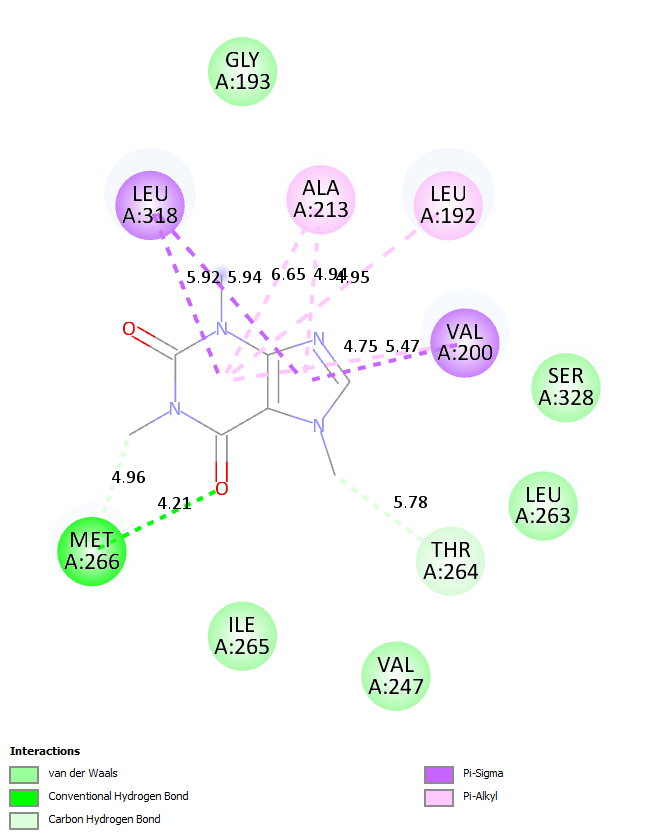 GLY
A:193
LEU
A:318
ALA
A:213
LEU
A:192
5.92
5.94
6.65
4.94
4.95
O
N
N
VAL
A:200
4.75
5.47
SER
A:328
N
N
4.96
4.21
O
5.78
LEU
A:263
MET
A:266
THR
A:264
ILE
A:265
VAL
A:247
Interactions
van der Waals
Conventional Hydrogen Bond
Carbon Hydrogen Bond
Pi-Sigma
Pi-Alkyl